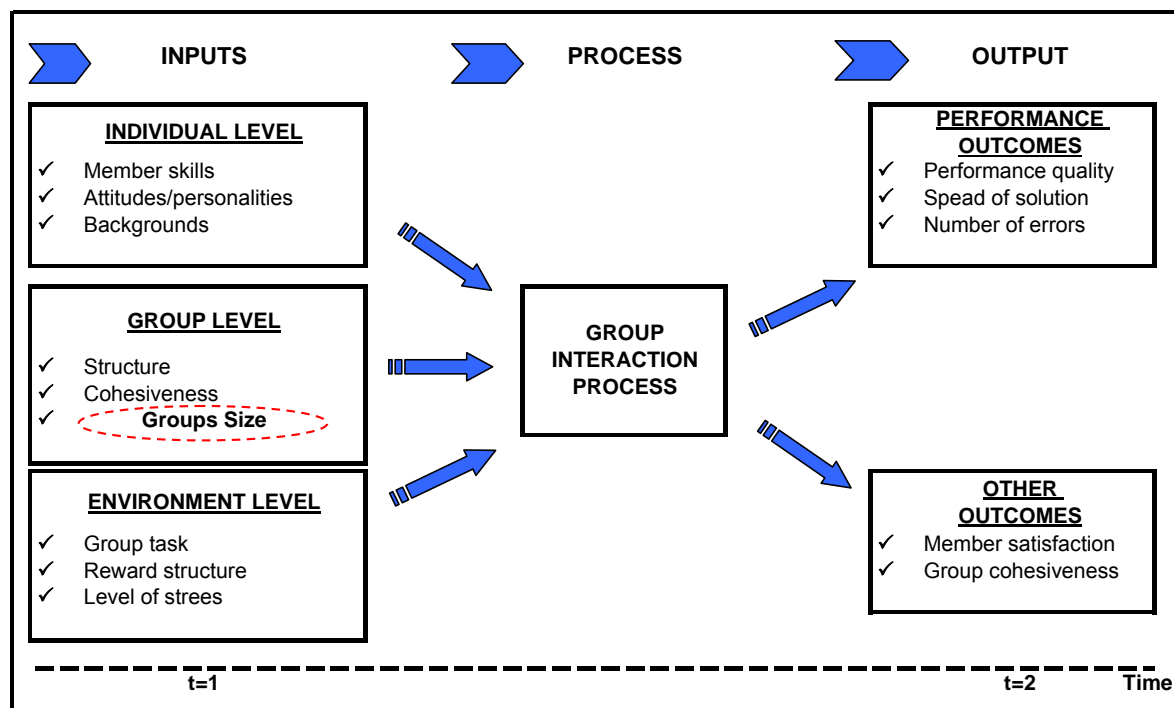 INPUTS
PROCESS
OUTPUT
INDIVIDUAL LEVEL
✓ Member skills
✓ Attitudes/personalities
✓ Backgrounds
GROUP LEVEL
✓ Structure
✓ Cohesiveness
✓ Groups Size
ENVIRONMENT LEVEL
✓ Group task
✓ Reward structure
✓ Level of strees
GROUP
INTERACTION
PROCESS
PERFORMANCE
OUTCOMES
✓ Performance quality
✓ Spead of solution
✓ Number of errors
OTHER
OUTCOMES
✓ Member satisfaction
✓ Group cohesiveness
t=1
t=2
Time